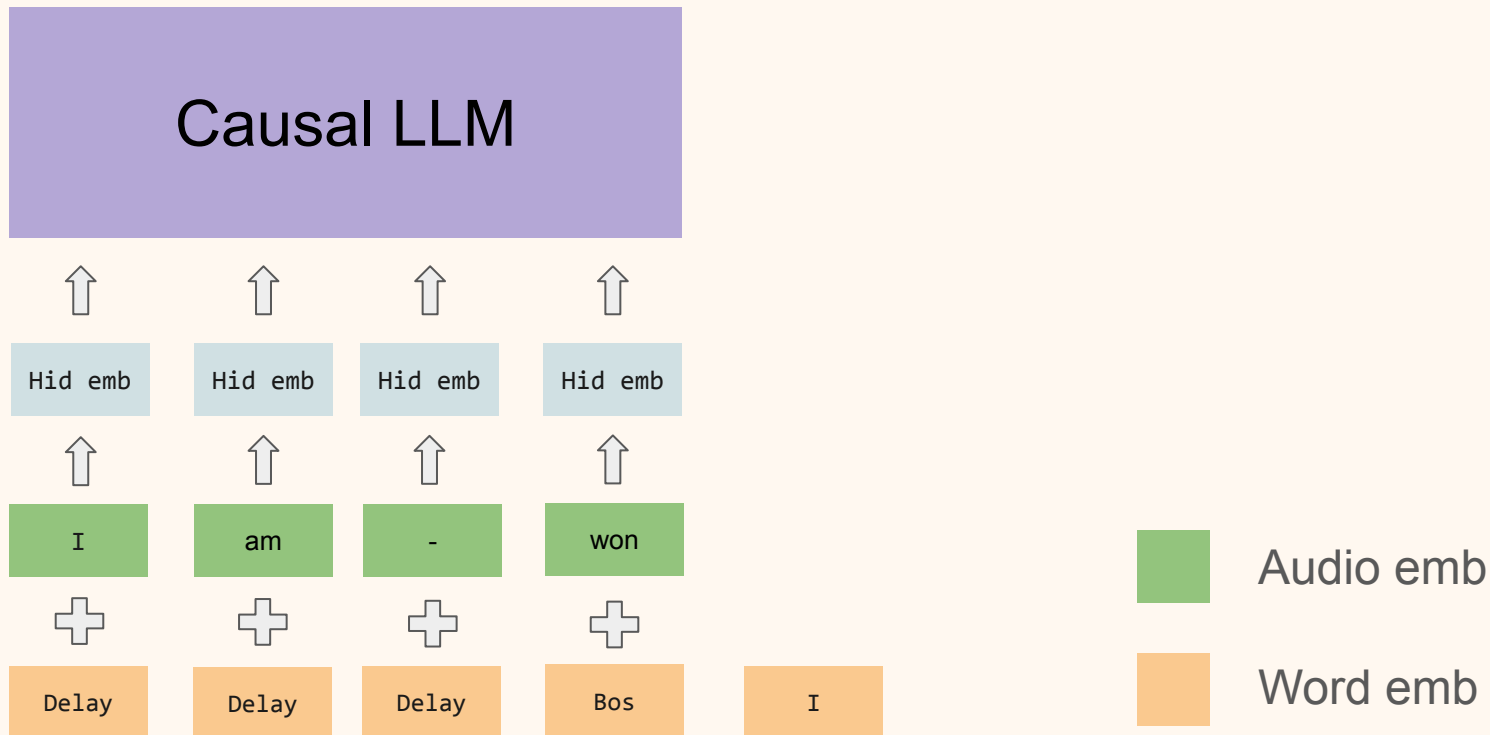 Causal LLM
Hid emb Hid emb Hid emb Hid emb
I am - won
Audio emb
Delay Delay Delay Bos I
Word emb